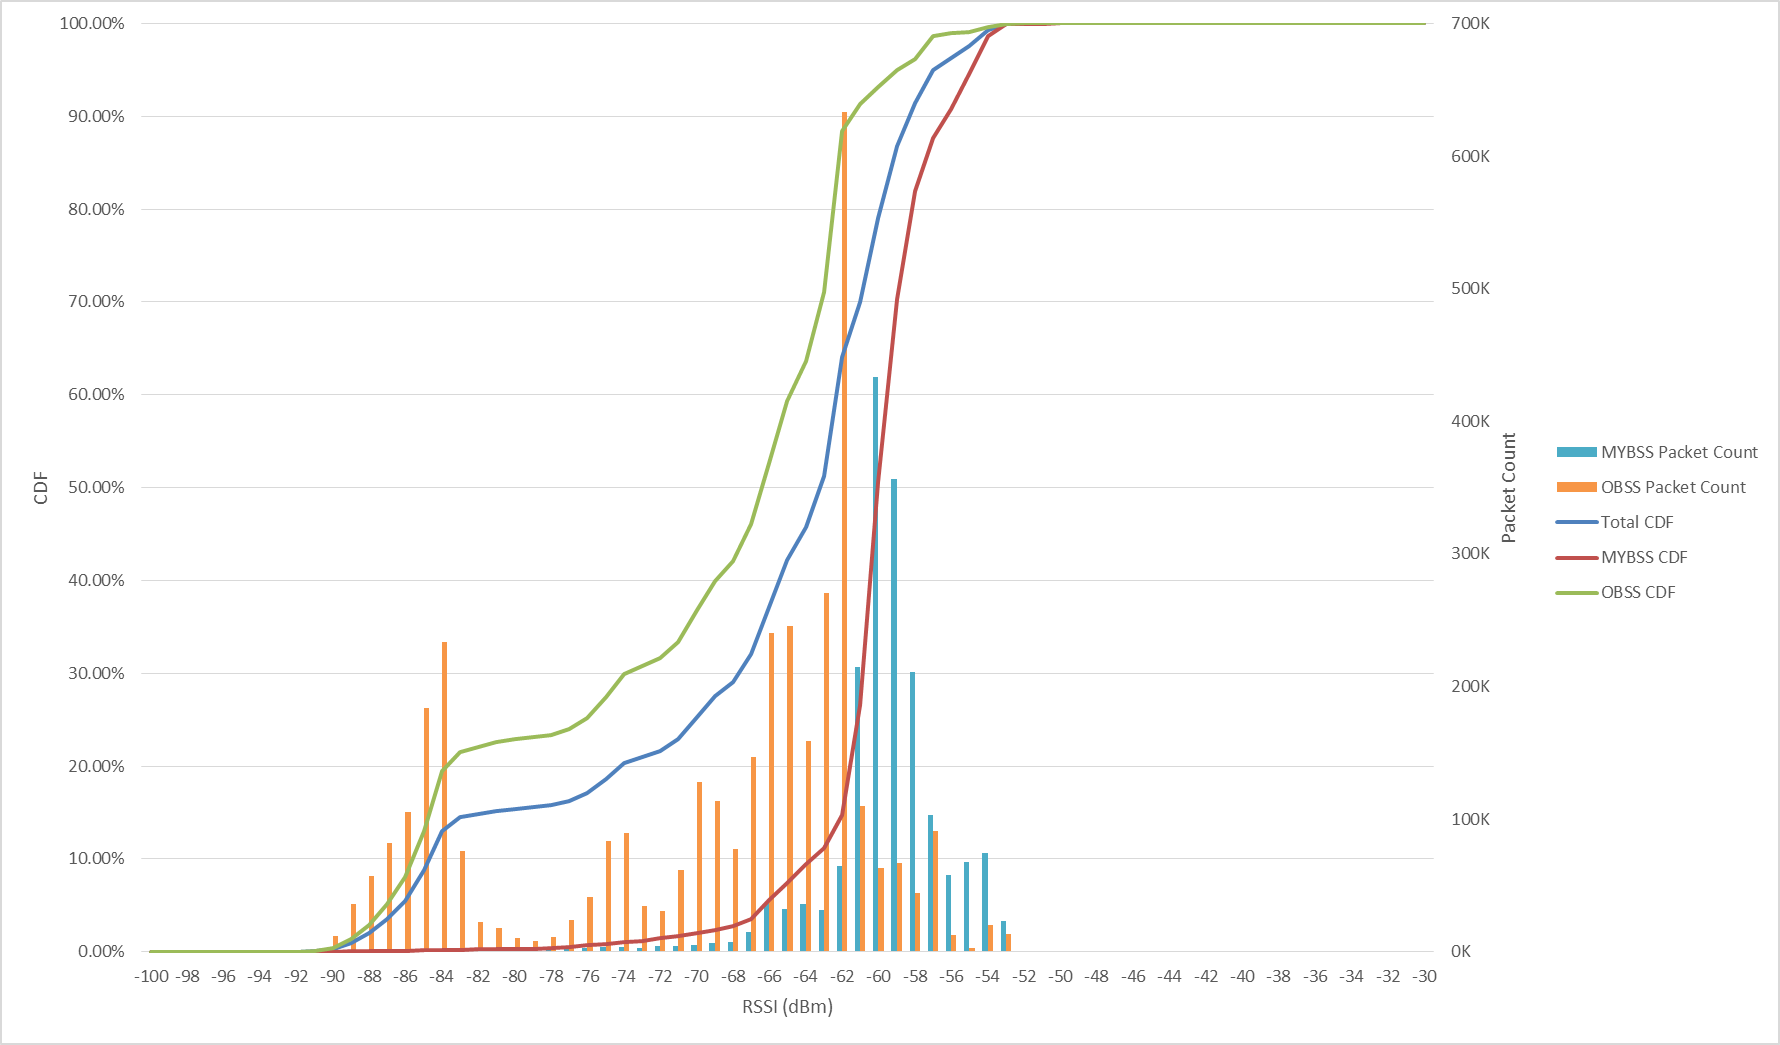 100.00%
90.00%
80.00%
70.00%
60.00%
50.00%
40.00%
30.00%
20.00%
10.00%
0.00%
CDF
700K
600K
500K
400K
300K
200K
100K
0K
Packet Count
-100 -98 -96 -94 -92 -90 -88 -86 -84 -82 -80 -78 -76 -74 -72 -70 -68 -66 -64 -62 -60 -58 -56 -54 -52 -50 -48 -46 -44 -42 -40 -38 -36 -34 -32 -30
RSSI (dBm)
MYBSS Packet Count
OBSS Packet Count
Total CDF
MYBSS CDF
OBSS CDF